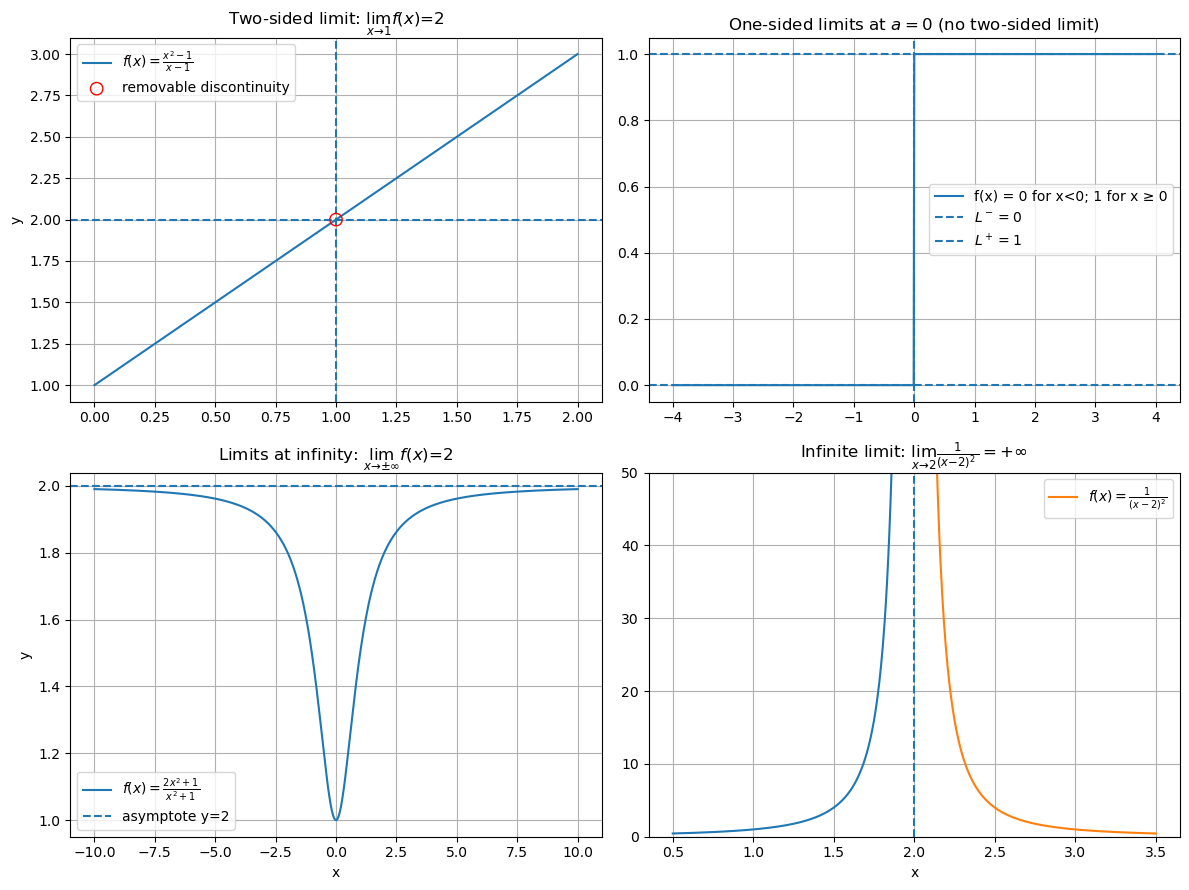 Two-sided limit: lim f(x)=2
x→1
3.00
2.75
2.50
2.25
2.00
1.75
1.50
1.25
1.00
y
f(x) = x²−1 / x−1
removable discontinuity
0.00 0.25 0.50 0.75 1.00 1.25 1.50 1.75 2.00
One-sided limits at a = 0 (no two-sided limit)
1.0
0.8
0.6
0.4
0.2
0.0
f(x) = 0 for x<0; 1 for x ≥ 0
L⁻ = 0
L⁺ = 1
−4 −3 −2 −1 0 1 2 3 4
Limits at infinity: lim f(x)=2
x→±∞
2.0
1.8
1.6
1.4
1.2
1.0
y
f(x) = 2x²+1 / x²+1
asymptote y=2
−10.0 −7.5 −5.0 −2.5 0.0 2.5 5.0 7.5 10.0
x
Infinite limit: lim 1/(x−2)² = +∞
x→2
50
40
30
20
10
0
f(x) = 1/(x−2)²
0.5 1.0 1.5 2.0 2.5 3.0 3.5
x